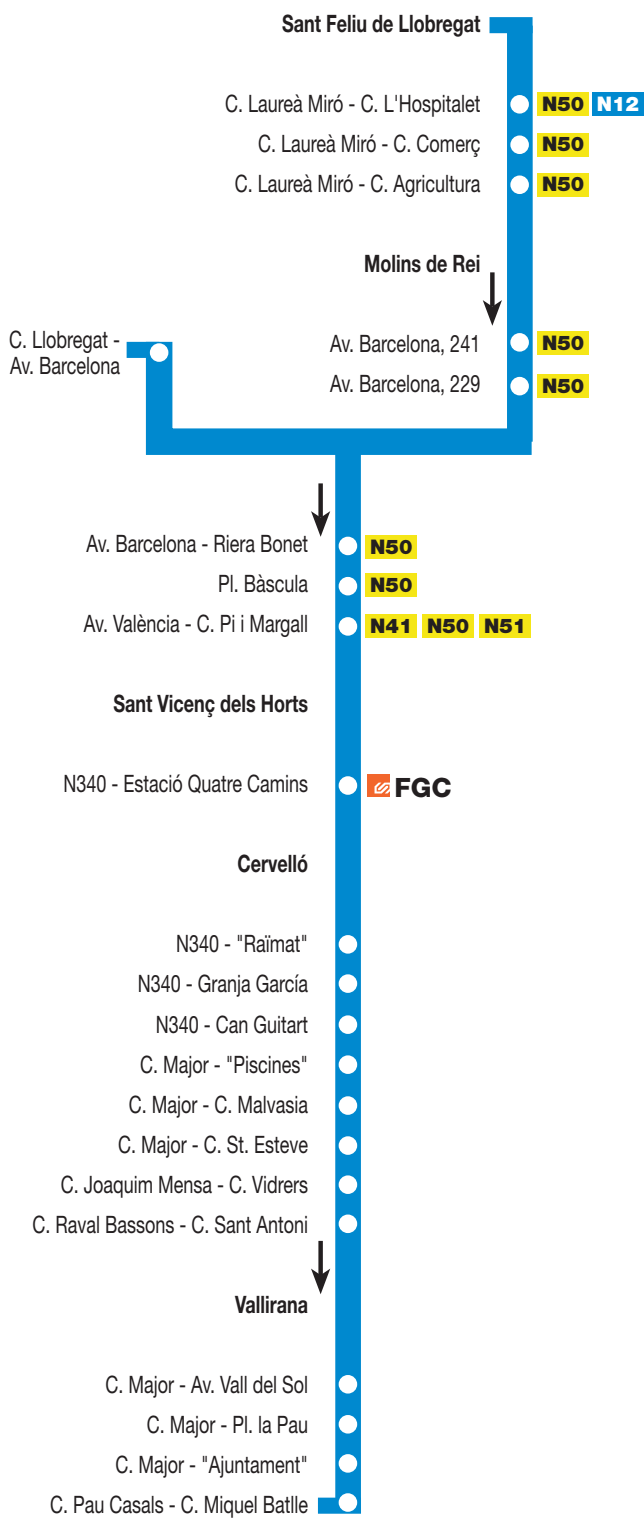 Sant Feliu de Llobregat
C. Laureà Miró - C. L'Hospitalet N50 N12
C. Laureà Miró - C. Comerç N50
C. Laureà Miró - C. Agricultura N50
Molins de Rei
C. Llobregat -
Av. Barcelona
Av. Barcelona, 241 N50
Av. Barcelona, 229 N50
Av. Barcelona - Riera Bonet N50
Pl. Bàscula N50
Av. València - C. Pi i Margall N41 N50 N51
Sant Vicenç dels Horts
N340 - Estació Quatre Camins FGC
Cervelló
N340 - "Raïmat"
N340 - Granja García
N340 - Can Guitart
C. Major - "Piscines"
C. Major - C. Malvasia
C. Major - C. St. Esteve
C. Joaquim Mensa - C. Vidrers
C. Raval Bassons - C. Sant Antoni
Vallirana
C. Major - Av. Vall del Sol
C. Major - Pl. la Pau
C. Major - "Ajuntament"
C. Pau Casals - C. Miquel Batlle